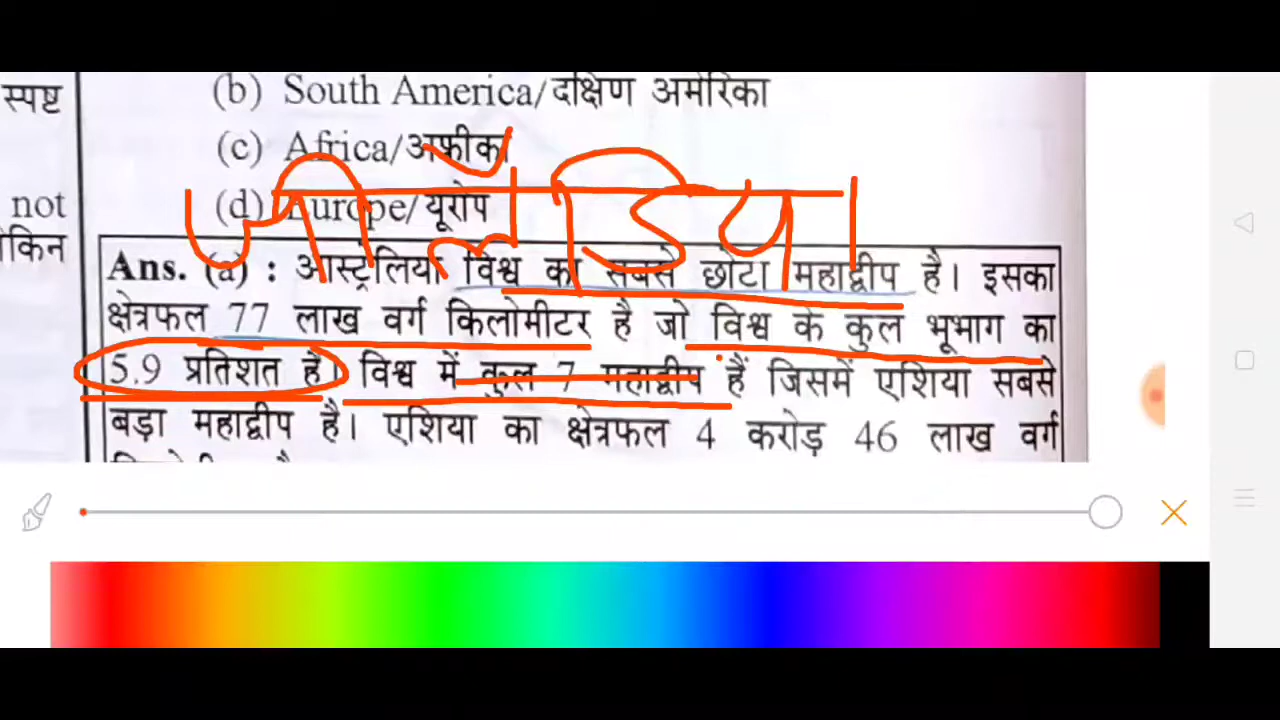 स्पष्ट
(b) South America/दक्षिण अमेरिका
(c) Africa/अफ्रीका
not
(d) Europe/यूरोप
किन
Ans. (a) : आस्ट्रेलिया विश्व का सबसे छोटा महाद्वीप है। इसका
क्षेत्रफल 77 लाख वर्ग किलोमीटर है जो विश्व के कुल भूभाग का
5.9 प्रतिशत है। विश्व में कुल 7 महाद्वीप हैं जिसमें एशिया सबसे
बड़ा महाद्वीप है। एशिया का क्षेत्रफल 4 करोड़ 46 लाख वर्ग